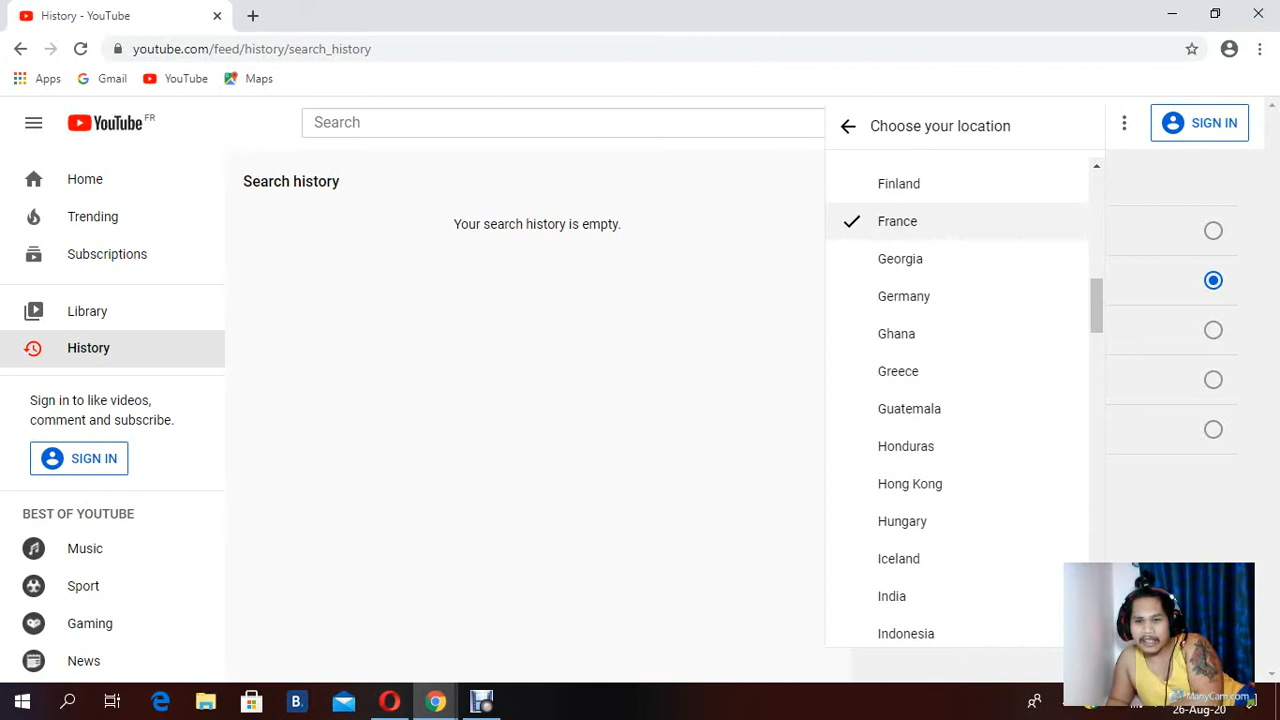 History - YouTube
youtube.com/feed/history/search_history
Apps
Gmail
YouTube
Maps
YouTube FR
Search
Choose your location
SIGN IN
Home
Trending
Subscriptions
Library
History
Sign in to like videos,
comment and subscribe.
SIGN IN
BEST OF YOUTUBE
Music
Sport
Gaming
News
Search history
Your search history is empty.
Finland
France
Georgia
Germany
Ghana
Greece
Guatemala
Honduras
Hong Kong
Hungary
Iceland
India
Indonesia
B.
ManyCam.com
26-Aug-20